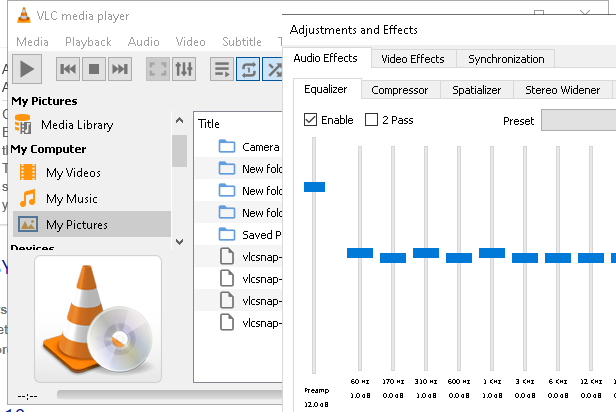 VLC media player
Media Playback Audio Video Subtitle
My Pictures
Media Library
My Computer
My Videos
My Music
My Pictures
Devices
Title
Camera
New fold
New fold
New fold
Saved P
vlcsnap-
vlcsnap-
vlcsnap-
vlcsnap-
--:--
Adjustments and Effects
Audio Effects Video Effects Synchronization
Equalizer Compressor Spatializer Stereo Widener
Enable 2 Pass Preset
60 Hz 170 Hz 310 Hz 600 Hz 1 KHz 3 KHz 6 KHz 12 KHz
Preamp 1.0 dB 0.0 dB 1.0 dB 0.0 dB 1.0 dB 0.0 dB 0.0 dB 0.0 dB
12.0 dB